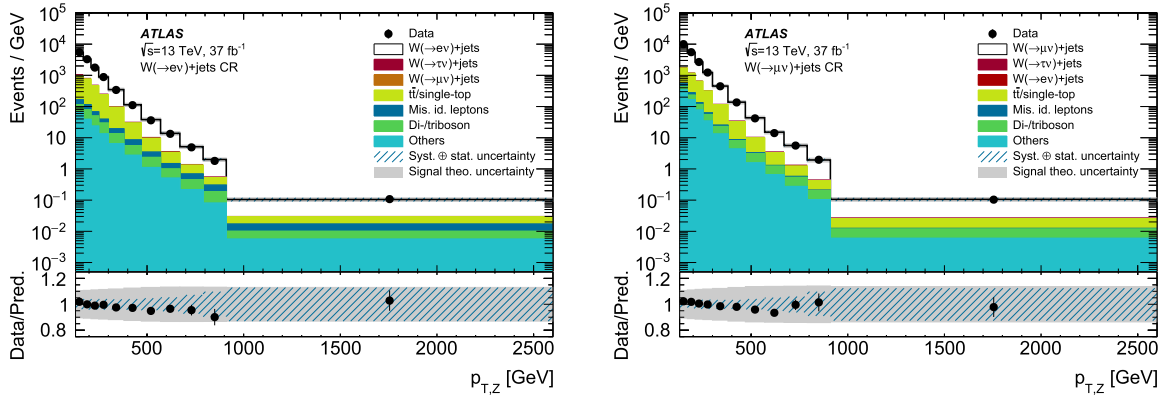 10⁵
10⁴
10³
10²
10
1
10⁻¹
10⁻²
10⁻³
Events / GeV
ATLAS
√s=13 TeV, 37 fb⁻¹
W(→eν)+jets CR
Data
W(→eν)+jets
W(→τν)+jets
W(→μν)+jets
tt̄/single-top
Mis. id. leptons
Di-/triboson
Others
Syst. ⊕ stat. uncertainty
Signal theo. uncertainty
1.2
1
0.8
Data/Pred.
500 1000 1500 2000 2500
p_T,Z [GeV]
10⁵
10⁴
10³
10²
10
1
10⁻¹
10⁻²
10⁻³
Events / GeV
ATLAS
√s=13 TeV, 37 fb⁻¹
W(→μν)+jets CR
Data
W(→μν)+jets
W(→τν)+jets
W(→eν)+jets
tt̄/single-top
Mis. id. leptons
Di-/triboson
Others
Syst. ⊕ stat. uncertainty
Signal theo. uncertainty
1.2
1
0.8
Data/Pred.
500 1000 1500 2000 2500
p_T,Z [GeV]